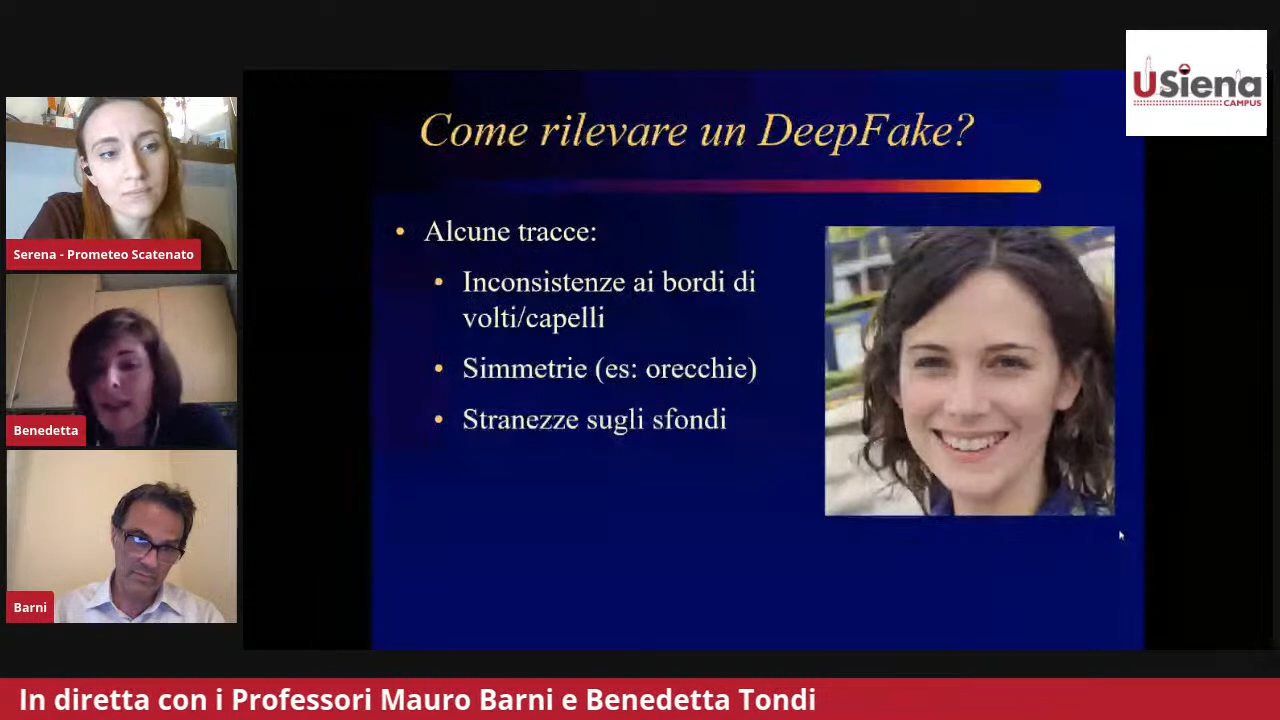 USiena
CAMPUS
Come rilevare un DeepFake?
Alcune tracce:
Inconsistenze ai bordi di
volti/capelli
Simmetrie (es: orecchie)
Stranezze sugli sfondi
Serena - Prometeo Scatenato
Benedetta
Barni
In diretta con i Professori Mauro Barni e Benedetta Tondi